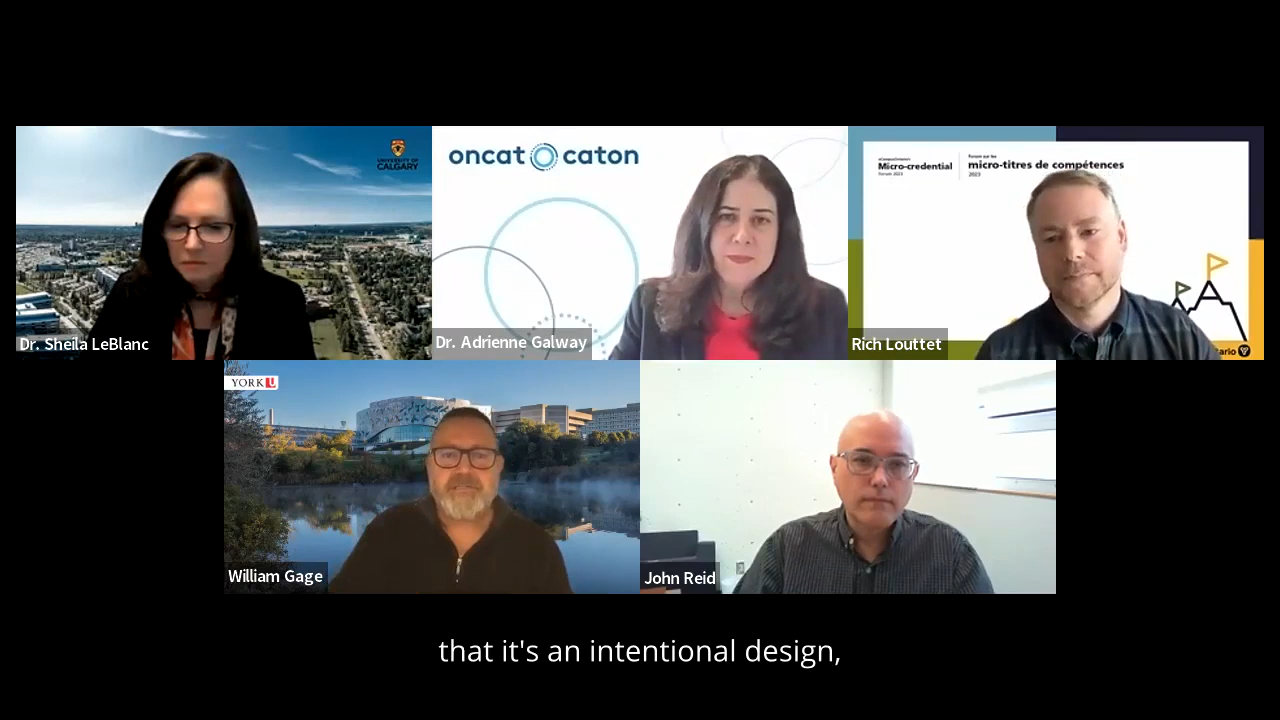 UNIVERSITY OF
CALGARY
Dr. Sheila LeBlanc
oncat caton
Dr. Adrienne Galway
Micro-credential
Forum 2023
Forum sur les
micro-titres de compétences
2023
Rich Louttet
ario
YORK U
William Gage
John Reid
that it's an intentional design,